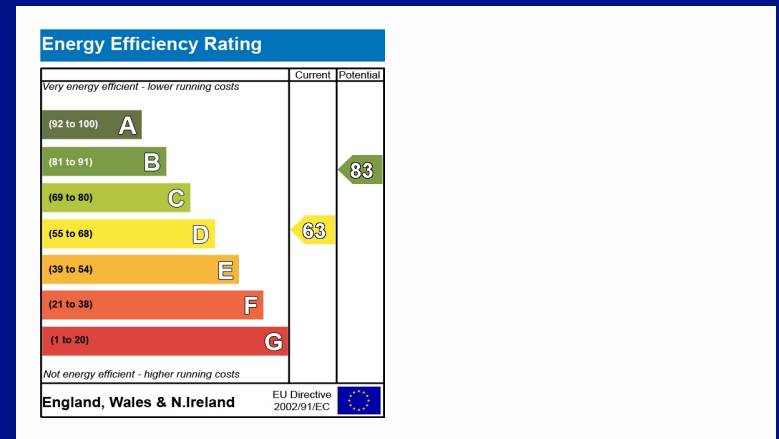 Energy Efficiency Rating
Current Potential
Very energy efficient - lower running costs
(92 to 100) A
(81 to 91) B
83
(69 to 80) C
(55 to 68) D
63
(39 to 54) E
(21 to 38) F
(1 to 20) G
Not energy efficient - higher running costs
England, Wales & N.Ireland
EU Directive
2002/91/EC